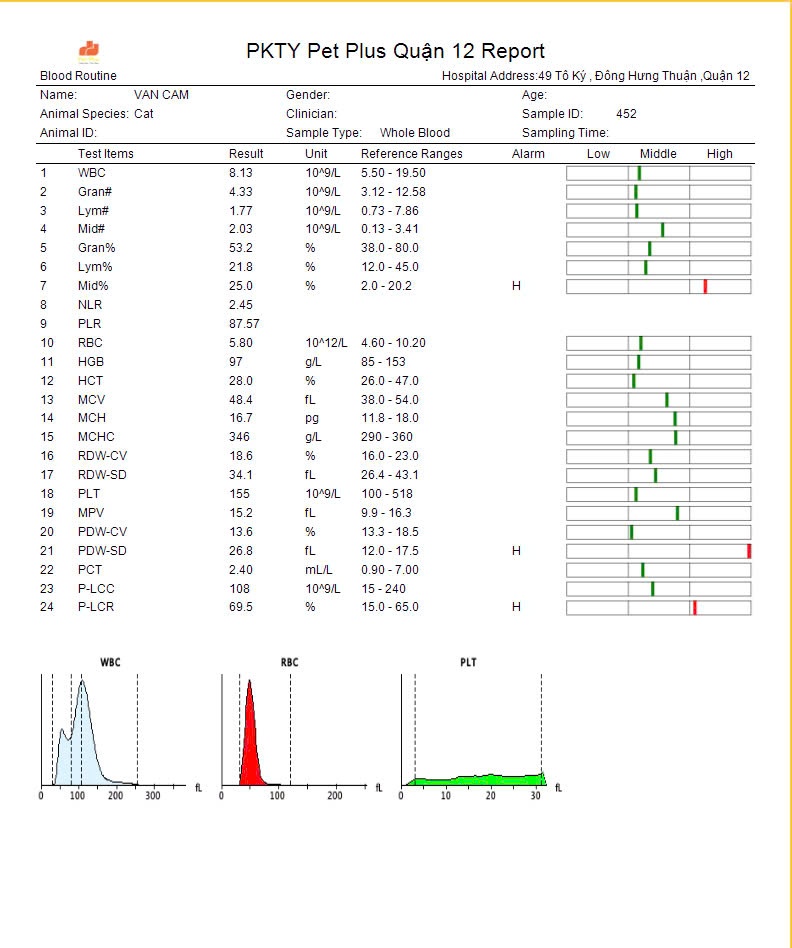 PKTY Pet Plus Quận 12 Report
Blood Routine Hospital Address:49 Tô Ký , Đông Hưng Thuận ,Quận 12
Name: VAN CAM Gender: Age:
Animal Species: Cat Clinician: Sample ID: 452
Animal ID: Sample Type: Whole Blood Sampling Time:
Test Items Result Unit Reference Ranges Alarm Low Middle High
1 WBC 8.13 10^9/L 5.50 - 19.50
2 Gran# 4.33 10^9/L 3.12 - 12.58
3 Lym# 1.77 10^9/L 0.73 - 7.86
4 Mid# 2.03 10^9/L 0.13 - 3.41
5 Gran% 53.2 % 38.0 - 80.0
6 Lym% 21.8 % 12.0 - 45.0
7 Mid% 25.0 % 2.0 - 20.2 H
8 NLR 2.45
9 PLR 87.57
10 RBC 5.80 10^12/L 4.60 - 10.20
11 HGB 97 g/L 85 - 153
12 HCT 28.0 % 26.0 - 47.0
13 MCV 48.4 fL 38.0 - 54.0
14 MCH 16.7 pg 11.8 - 18.0
15 MCHC 346 g/L 290 - 360
16 RDW-CV 18.6 % 16.0 - 23.0
17 RDW-SD 34.1 fL 26.4 - 43.1
18 PLT 155 10^9/L 100 - 518
19 MPV 15.2 fL 9.9 - 16.3
20 PDW-CV 13.6 % 13.3 - 18.5
21 PDW-SD 26.8 fL 12.0 - 17.5 H
22 PCT 2.40 mL/L 0.90 - 7.00
23 P-LCC 108 10^9/L 15 - 240
24 P-LCR 69.5 % 15.0 - 65.0 H
WBC RBC PLT
0 100 200 300 fL 0 100 200 fL 0 10 20 30 fL